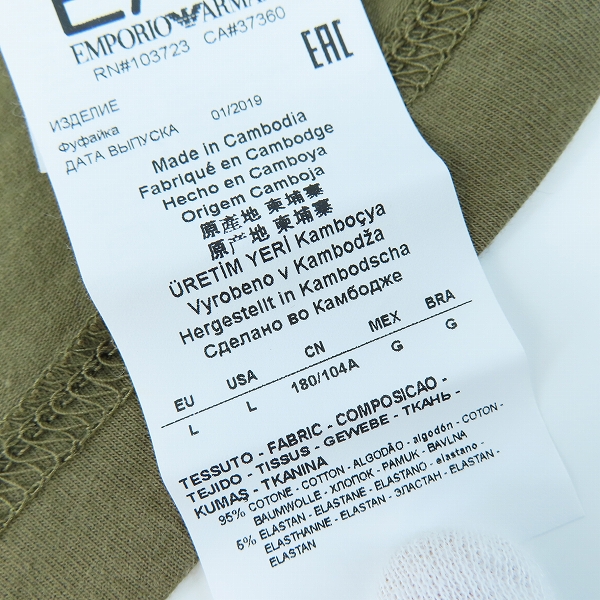 EMPORIO ARMA
RN#103723 CA#37360
EAC
ИЗДЕЛИЕ
Фуфайка
ДАТА ВЫПУСКА 01/2019
Made in Cambodia
Fabriqué en Cambodge
Hecho en Camboya
Origem Camboja
原產地 柬埔寨
原产地 柬埔寨
ÜRETİM YERİ Kamboçya
Vyrobeno v Kambodža
Hergestellt in Kambodscha
Сделано во Камбодже
EU USA CN MEX BRA
L L 180/104A G G
TESSUTO - FABRIC - COMPOSICAO -
TEJIDO - TISSUS - GEWEBE - ТКАНЬ -
KUMAŞ - TKANINA
95% COTONE - COTTON - ALGODÃO - algodón - COTON -
BAUMWOLLE - ХЛОПОК - PAMUK - BAVLNA
5% ELASTAN - ELASTANE - ELASTANO - elastano -
ELASTHANNE - ELASTAN - ЭЛАСТАН - ELASTAN -
ELASTAN